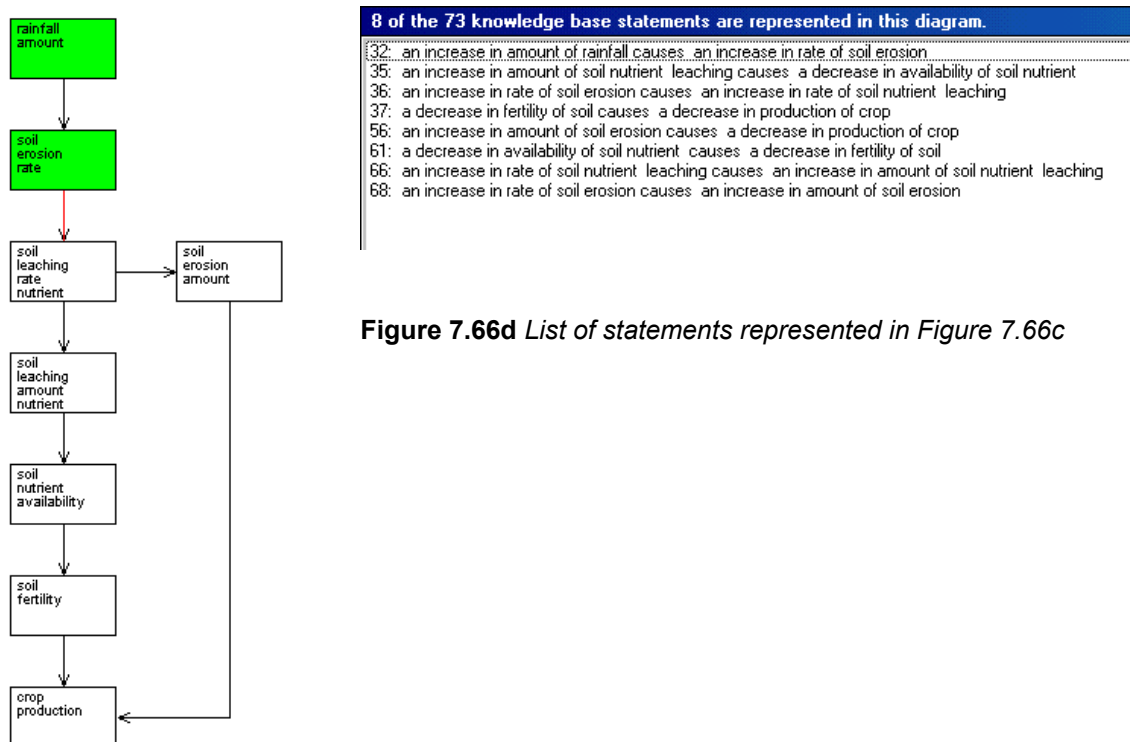 rainfall
amount
soil
erosion
rate
soil
leaching
rate
nutrient
soil
erosion
amount
soil
leaching
amount
nutrient
soil
nutrient
availability
soil
fertility
crop
production
8 of the 73 knowledge base statements are represented in this diagram.
32: an increase in amount of rainfall causes an increase in rate of soil erosion
35: an increase in amount of soil nutrient leaching causes a decrease in availability of soil nutrient
36: an increase in rate of soil erosion causes an increase in rate of soil nutrient leaching
37: a decrease in fertility of soil causes a decrease in production of crop
56: an increase in amount of soil erosion causes a decrease in production of crop
61: a decrease in availability of soil nutrient causes a decrease in fertility of soil
66: an increase in rate of soil nutrient leaching causes an increase in amount of soil nutrient leaching
68: an increase in rate of soil erosion causes an increase in amount of soil erosion
Figure 7.66d List of statements represented in Figure 7.66c